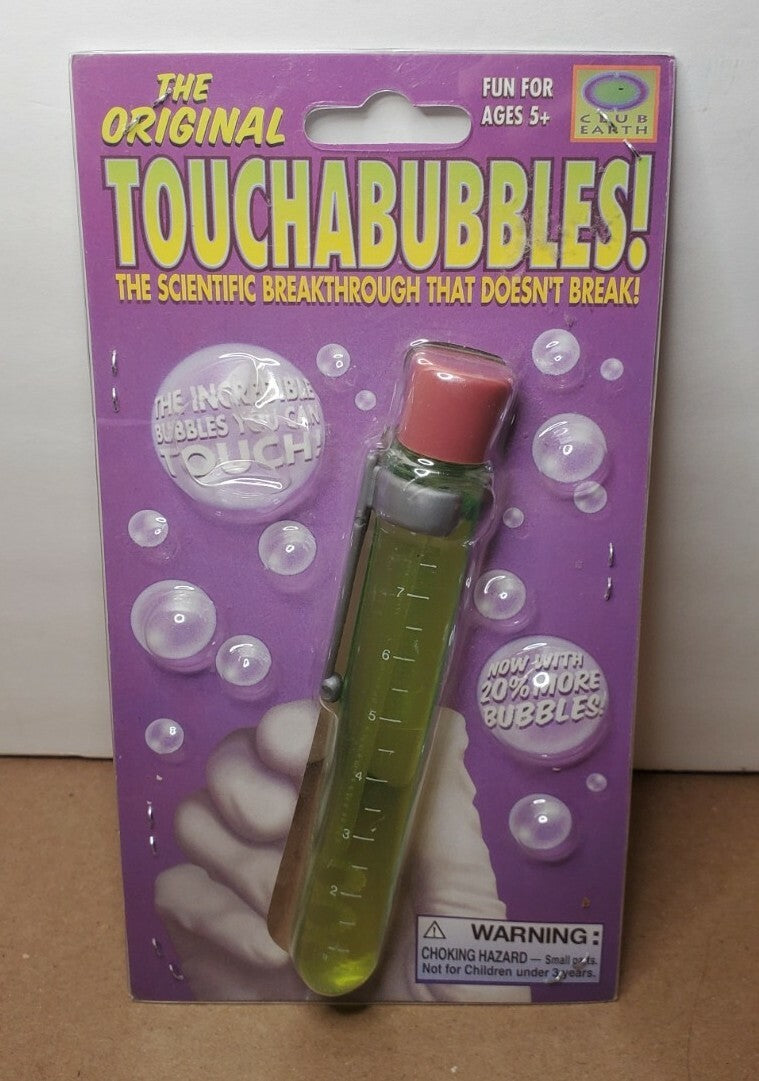 THE
ORIGINAL
FUN FOR
AGES 5+
CLUB
EARTH
TOUCHABUBBLES!
THE SCIENTIFIC BREAKTHROUGH THAT DOESN'T BREAK!
THE INCREDIBLE
BUBBLES YOU CAN
TOUCH!
7
6
5
4
3
2
NOW WITH
20% MORE
BUBBLES!
WARNING:
CHOKING HAZARD — Small parts.
Not for Children under 3 years.